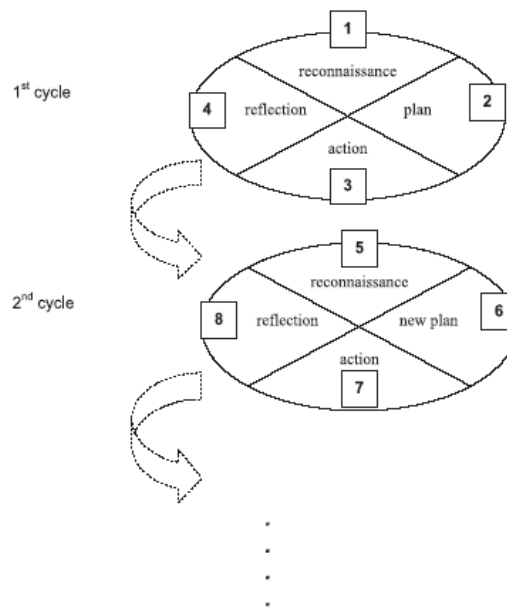 1
reconnaissance
1st cycle
4
reflection
plan
2
action
3
5
reconnaissance
2nd cycle
8
reflection
new plan
6
action
7